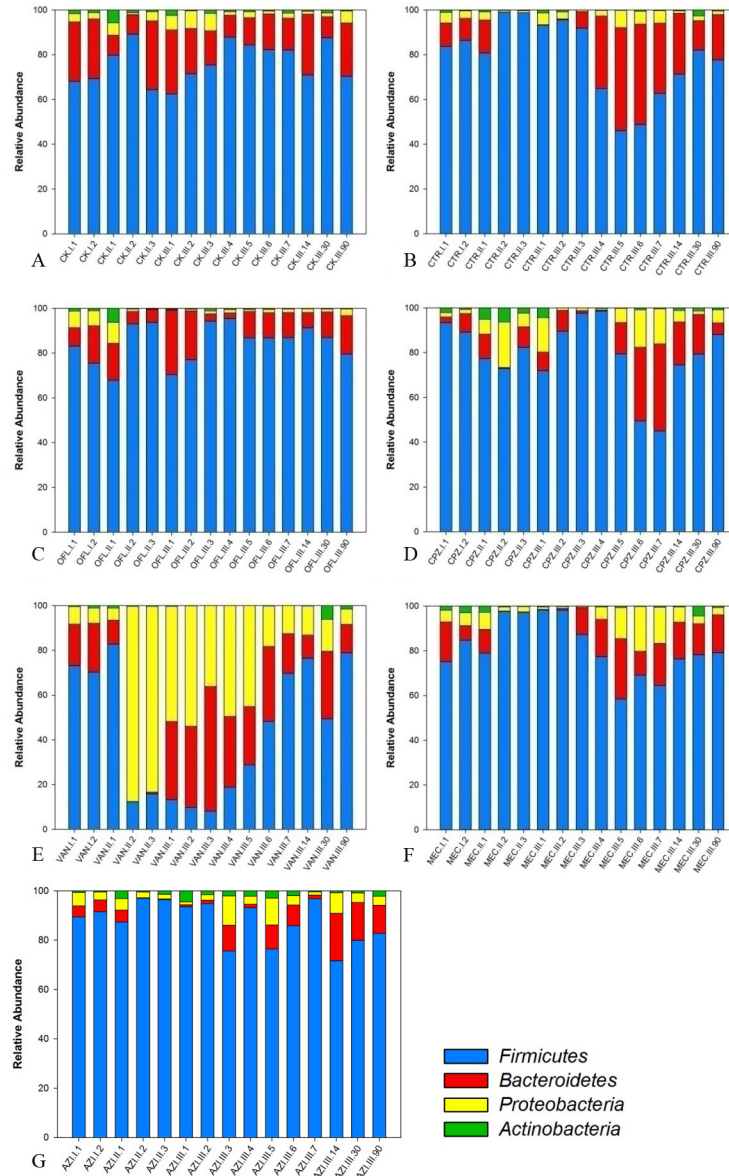 Relative Abundance
100
80
60
40
20
0
CK.I.1
CK.I.2
CK.II.1
CK.II.2
CK.II.3
CK.III.1
CK.III.2
CK.III.3
CK.III.4
CK.III.5
CK.III.6
CK.III.7
CK.III.14
CK.III.30
CK.III.90
A
Relative Abundance
100
80
60
40
20
0
CTR.I.1
CTR.I.2
CTR.II.1
CTR.II.2
CTR.II.3
CTR.III.1
CTR.III.2
CTR.III.3
CTR.III.4
CTR.III.5
CTR.III.6
CTR.III.7
CTR.III.14
CTR.III.30
CTR.III.90
B
Relative Abundance
100
80
60
40
20
0
OFL.I.1
OFL.I.2
OFL.II.1
OFL.II.2
OFL.II.3
OFL.III.1
OFL.III.2
OFL.III.3
OFL.III.4
OFL.III.5
OFL.III.6
OFL.III.7
OFL.III.14
OFL.III.30
OFL.III.90
C
Relative Abundance
100
80
60
40
20
0
CPZ.I.1
CPZ.I.2
CPZ.II.1
CPZ.II.2
CPZ.II.3
CPZ.III.1
CPZ.III.2
CPZ.III.3
CPZ.III.4
CPZ.III.5
CPZ.III.6
CPZ.III.7
CPZ.III.14
CPZ.III.30
CPZ.III.90
D
Relative Abundance
100
80
60
40
20
0
VAN.I.1
VAN.I.2
VAN.II.1
VAN.II.2
VAN.II.3
VAN.III.1
VAN.III.2
VAN.III.3
VAN.III.4
VAN.III.5
VAN.III.6
VAN.III.7
VAN.III.14
VAN.III.30
VAN.III.90
E
Relative Abundance
100
80
60
40
20
0
MEC.I.1
MEC.I.2
MEC.II.1
MEC.II.2
MEC.II.3
MEC.III.1
MEC.III.2
MEC.III.3
MEC.III.4
MEC.III.5
MEC.III.6
MEC.III.7
MEC.III.14
MEC.III.30
MEC.III.90
F
Relative Abundance
100
80
60
40
20
0
AZI.I.1
AZI.I.2
AZI.II.1
AZI.II.2
AZI.II.3
AZI.III.1
AZI.III.2
AZI.III.3
AZI.III.4
AZI.III.5
AZI.III.6
AZI.III.7
AZI.III.14
AZI.III.30
AZI.III.90
G
Firmicutes
Bacteroidetes
Proteobacteria
Actinobacteria